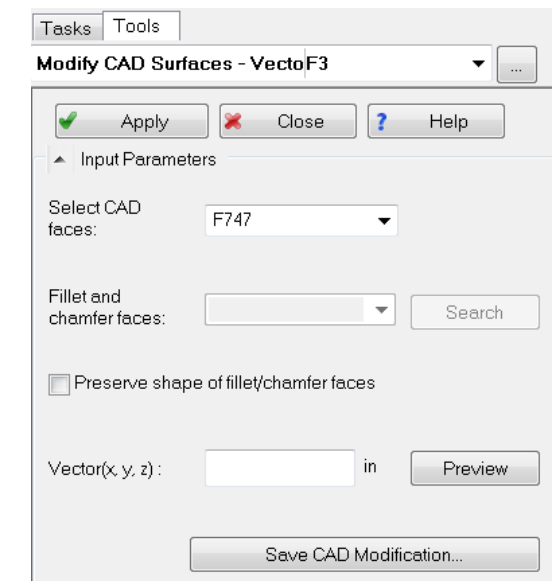 Tasks Tools
Modify CAD Surfaces - VectoF3
...
Apply Close ? Help
Input Parameters
Select CAD
faces:
F747
Fillet and
chamfer faces:
Search
Preserve shape of fillet/chamfer faces
Vector(x, y, z) : in Preview
Save CAD Modification...